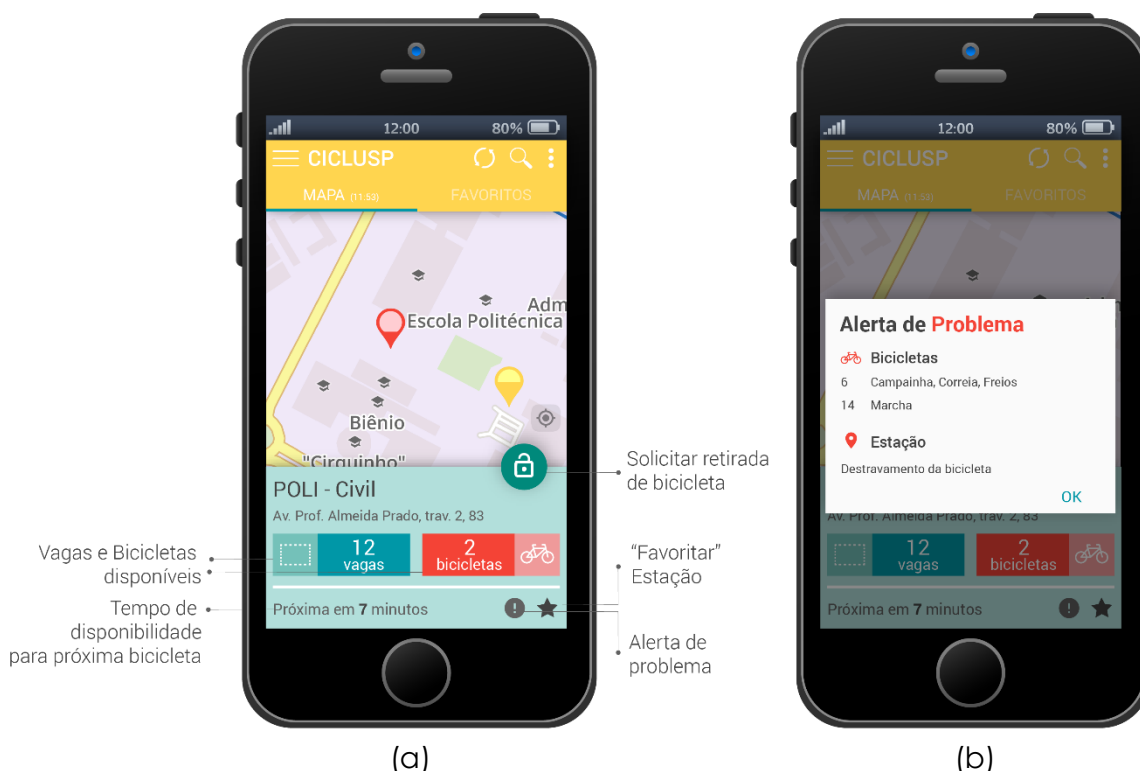 12:00 80%
CICLUSP
MAPA (11:53) FAVORITOS
Adm
Escola Politécnica
Biênio
"Cirquinho"
POLI - Civil
Av. Prof. Almeida Prado, trav. 2, 83
12
vagas
2
bicicletas
Próxima em 7 minutos
Vagas e Bicicletas
disponíveis
Tempo de
disponibilidade
para próxima bicicleta
Solicitar retirada
de bicicleta
“Favoritar”
Estação
Alerta de
problema
(a)
12:00 80%
CICLUSP
MAPA (11:53) FAVORITOS
Alerta de Problema
Bicicletas
6 Campainha, Correia, Freios
14 Marcha
Estação
Destravamento da bicicleta
OK
Av. Prof. Almeida Prado, trav. 2, 83
12
vagas
2
bicicletas
Próxima em 7 minutos
(b)